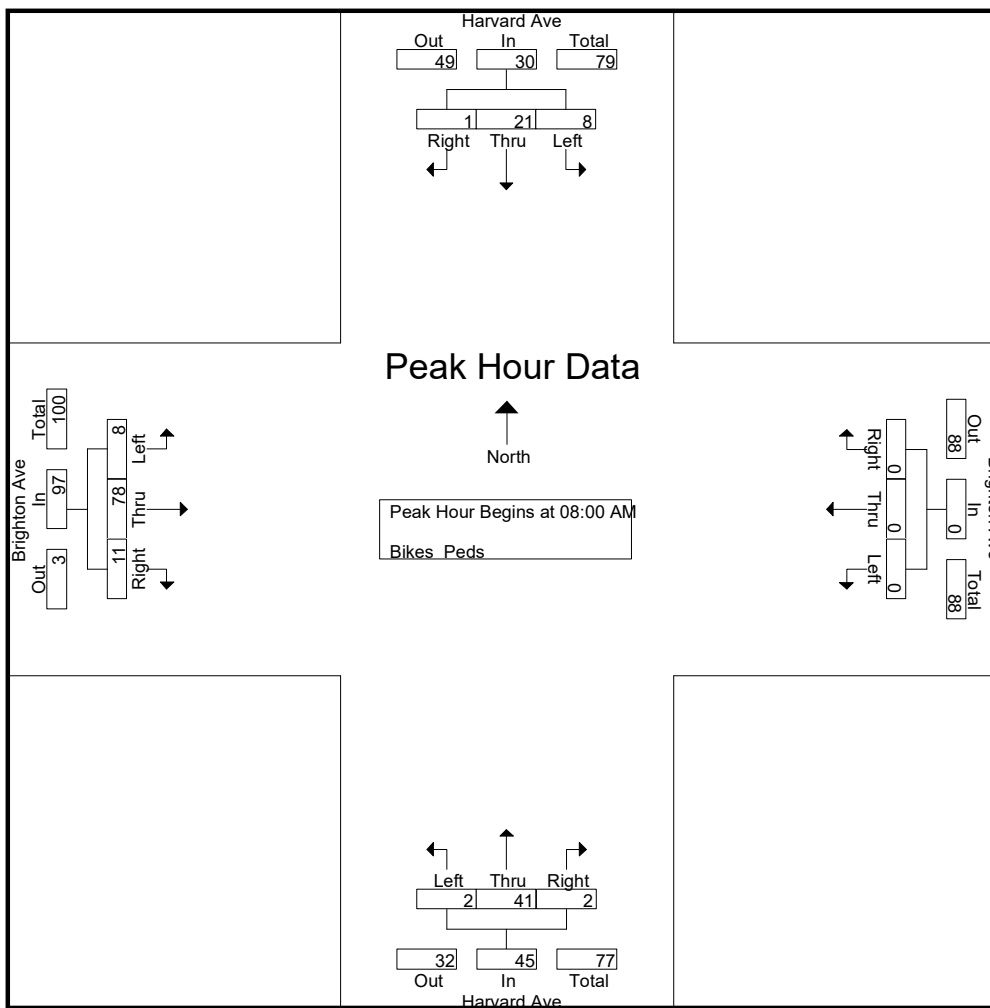 Harvard Ave
Out In Total
49 30 79
1 21 8
Right Thru Left
Peak Hour Data
North
Peak Hour Begins at 08:00 AM
Bikes Peds
Brighton Ave
Out In Total
3 97 100
11 78 8
Right Thru Left
Out In Total
88 0 88
0 0 0
Right Thru Left
Left Thru Right
2 41 2
32 45 77
Out In Total
Harvard Ave